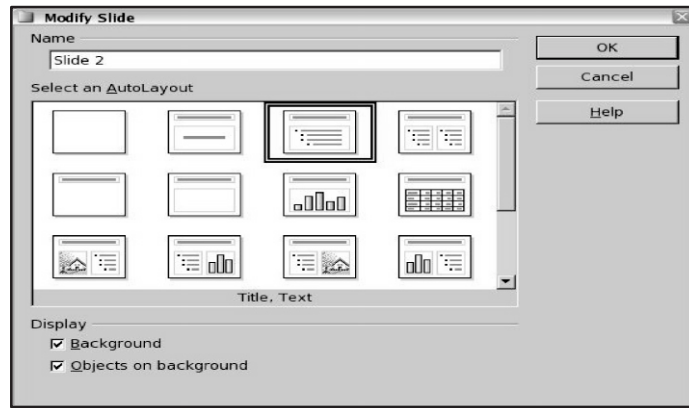 Modify Slide
Name
Slide 2
OK
Cancel
Select an AutoLayout
Help
Title, Text
Display
Background
Objects on background